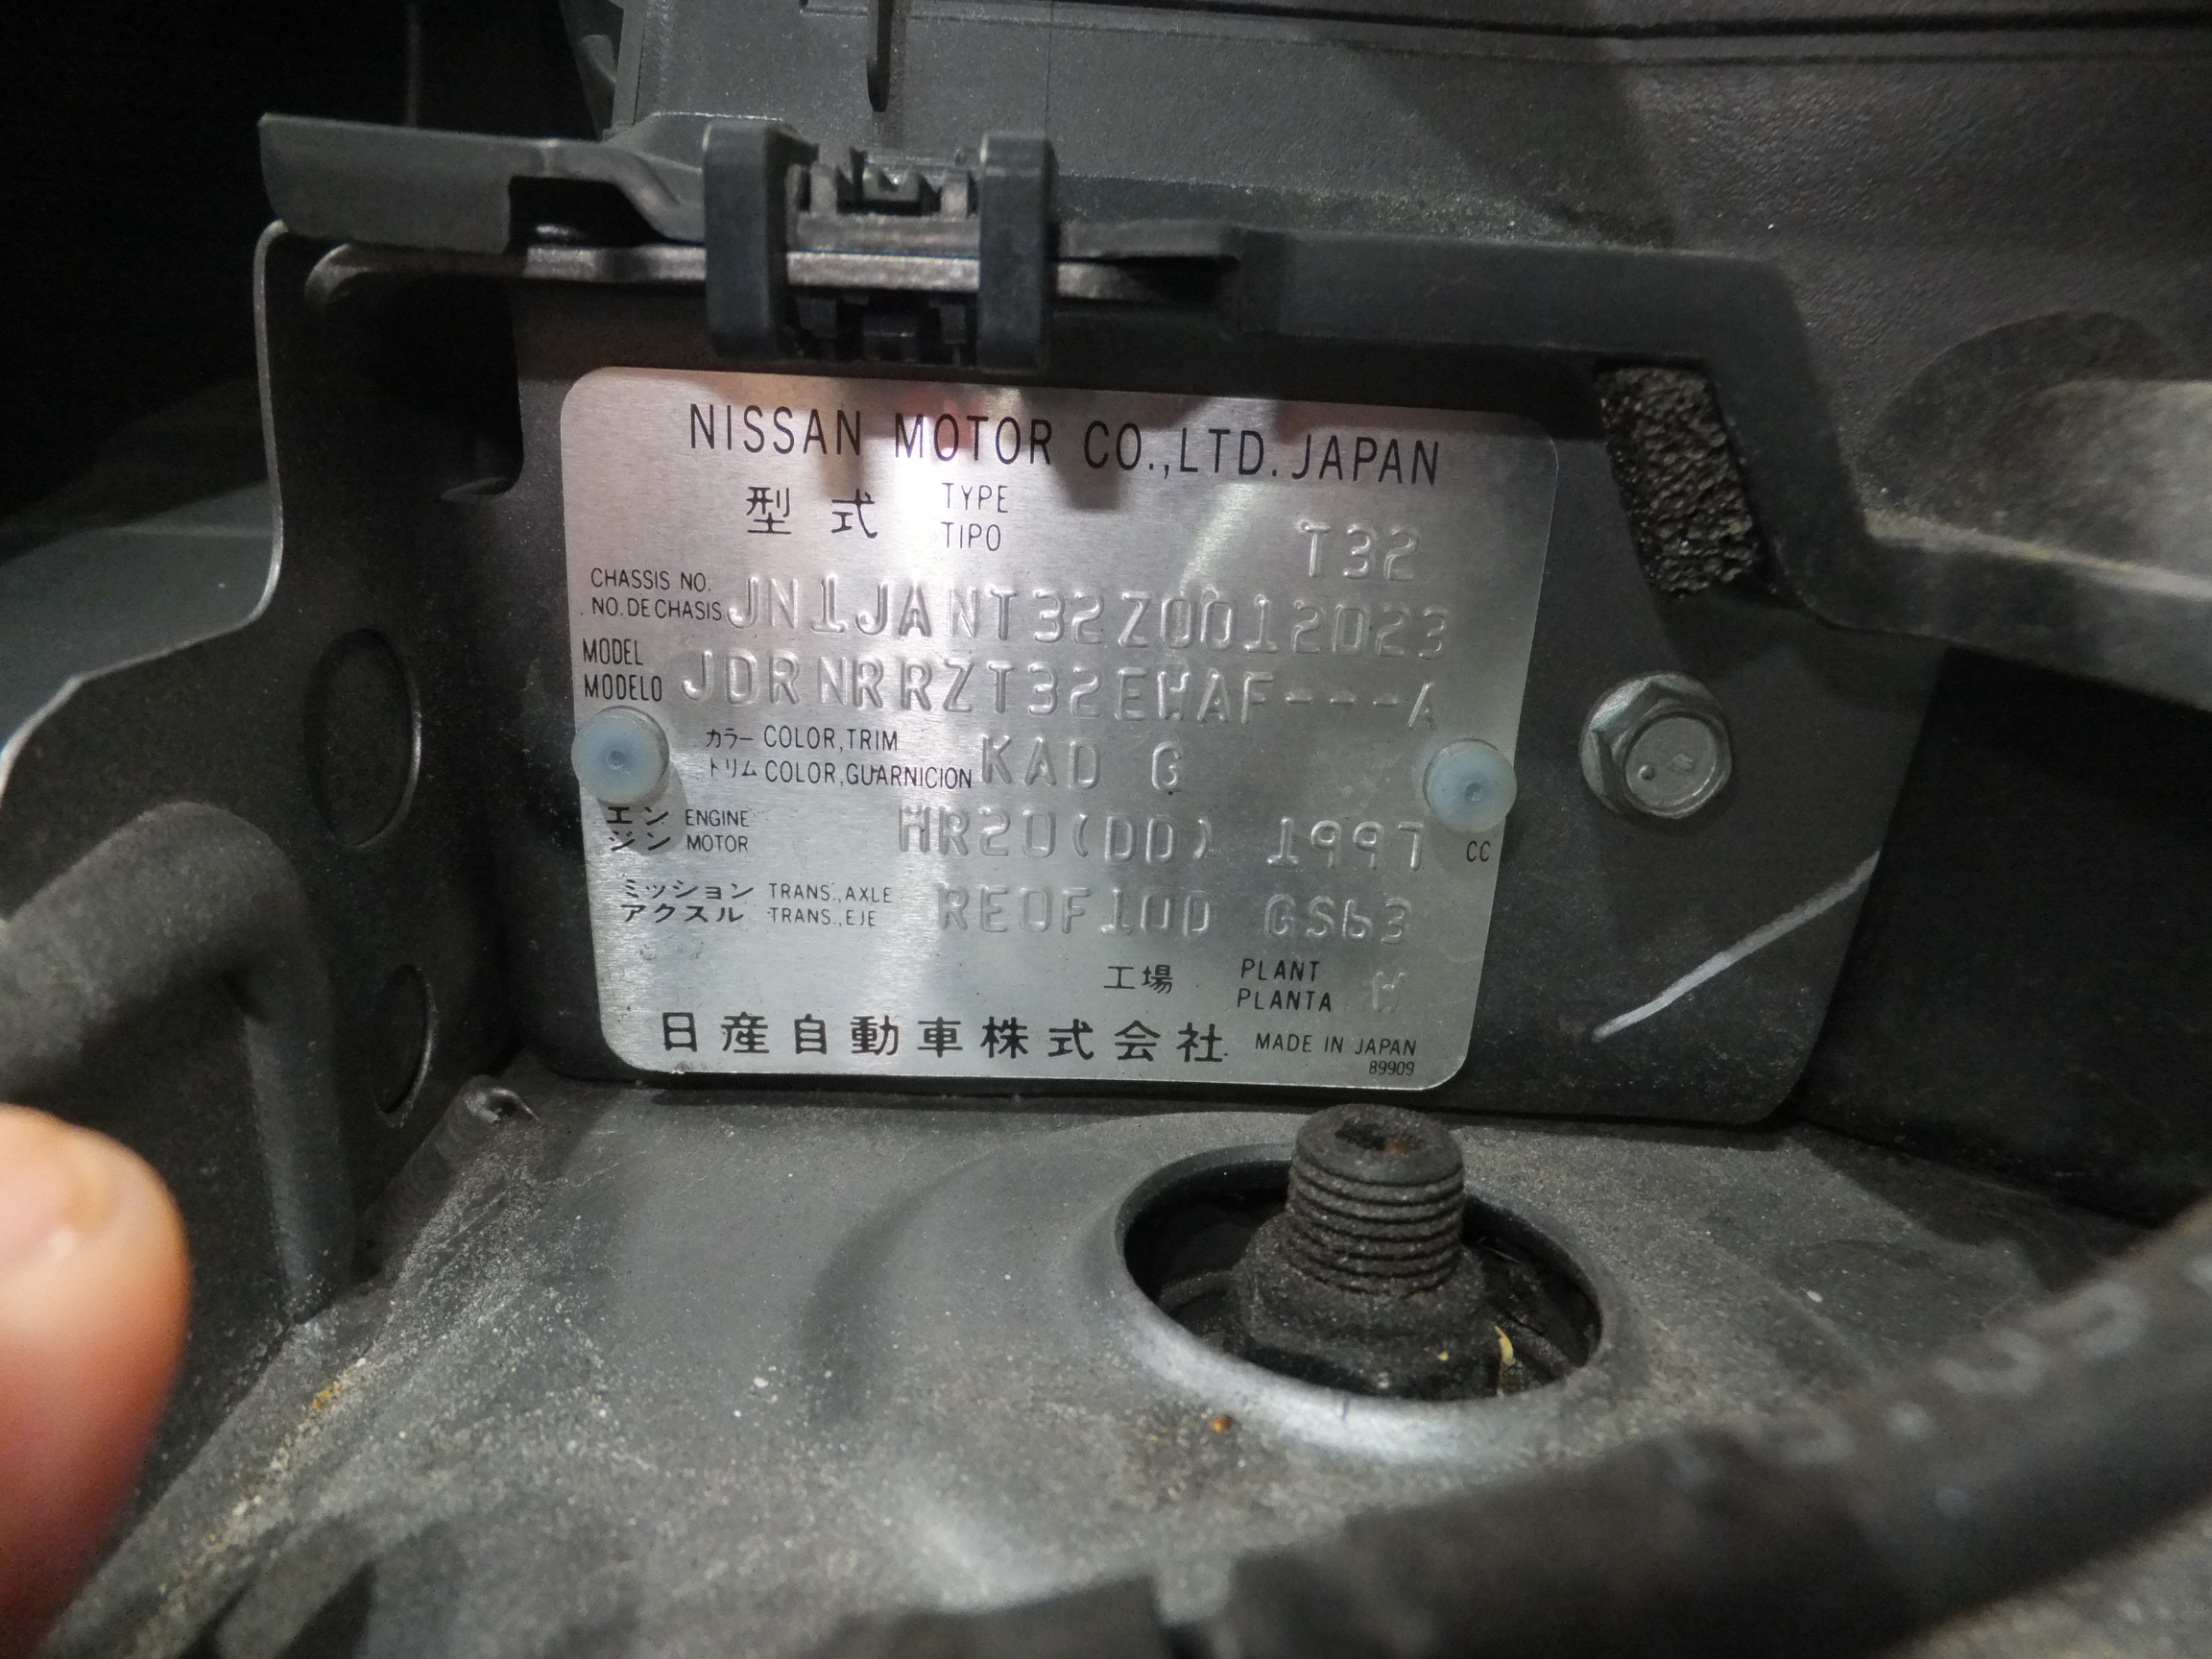 NISSAN MOTOR CO.,LTD. JAPAN
型式 TYPE TIPO T32
CHASSIS NO. NO. DE CHASIS JN1JANT32Z0012023
MODEL MODELO JDRNRRZT32EWAF---A
カラー COLOR,TRIM トリム COLOR,GUARNICION KAD G
エンジン ENGINE MOTOR MR20(DD) 1997 CC
ミッション TRANS.,AXLE アクスル TRANS.,EJE RE0F10D GS63
工場 PLANT PLANTA
日産自動車株式会社 MADE IN JAPAN
89909